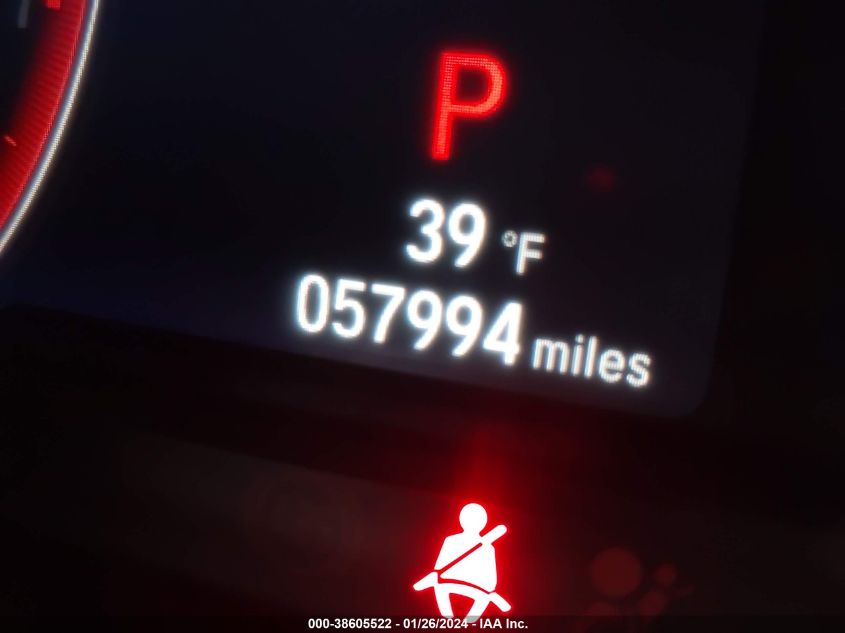 P
39 °F
057994 miles
000-38605522 - 01/26/2024 - IAA Inc.